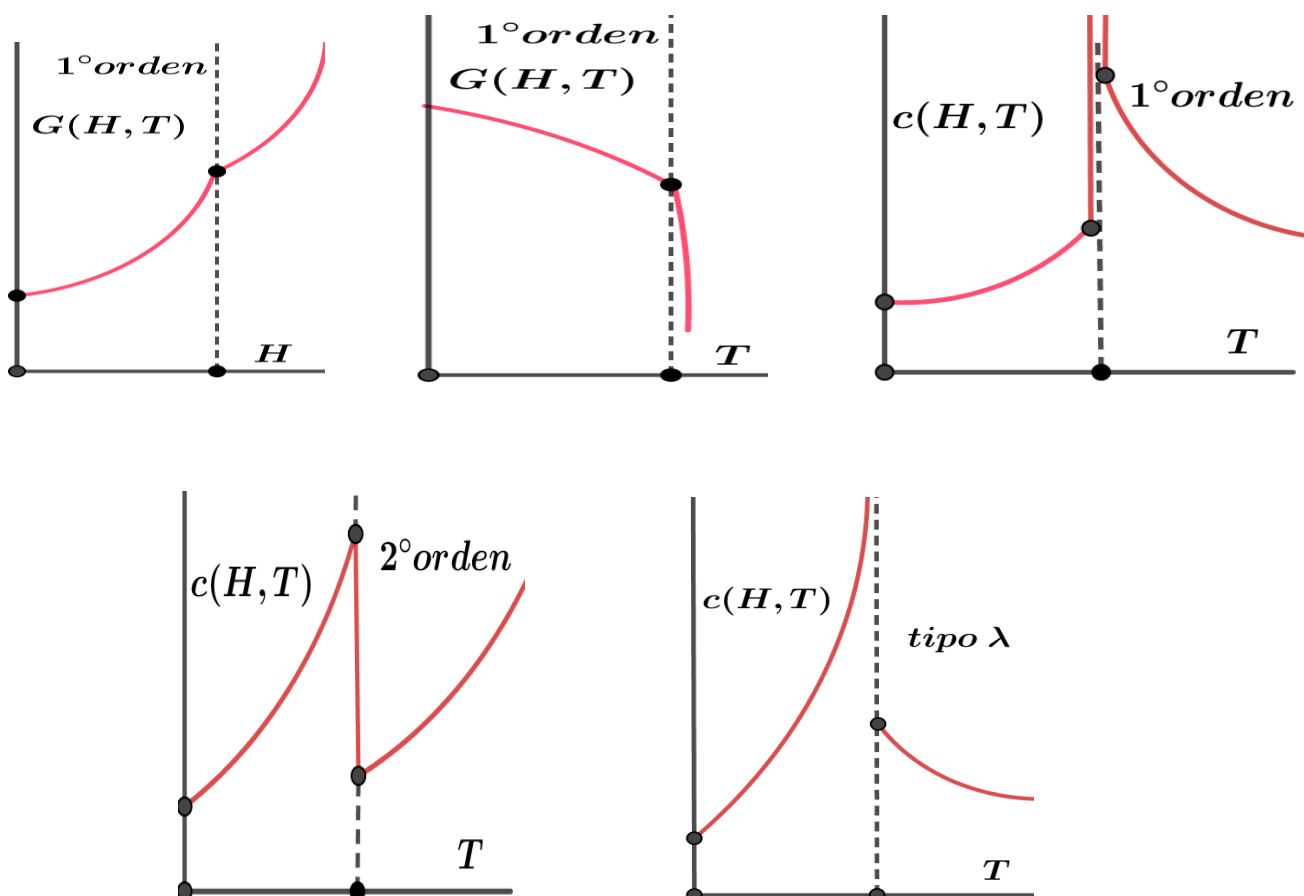 1°orden
G(H,T)
H
1°orden
G(H,T)
T
c(H,T)
1°orden
T
c(H,T)
2°orden
T
c(H,T)
tipo λ
T